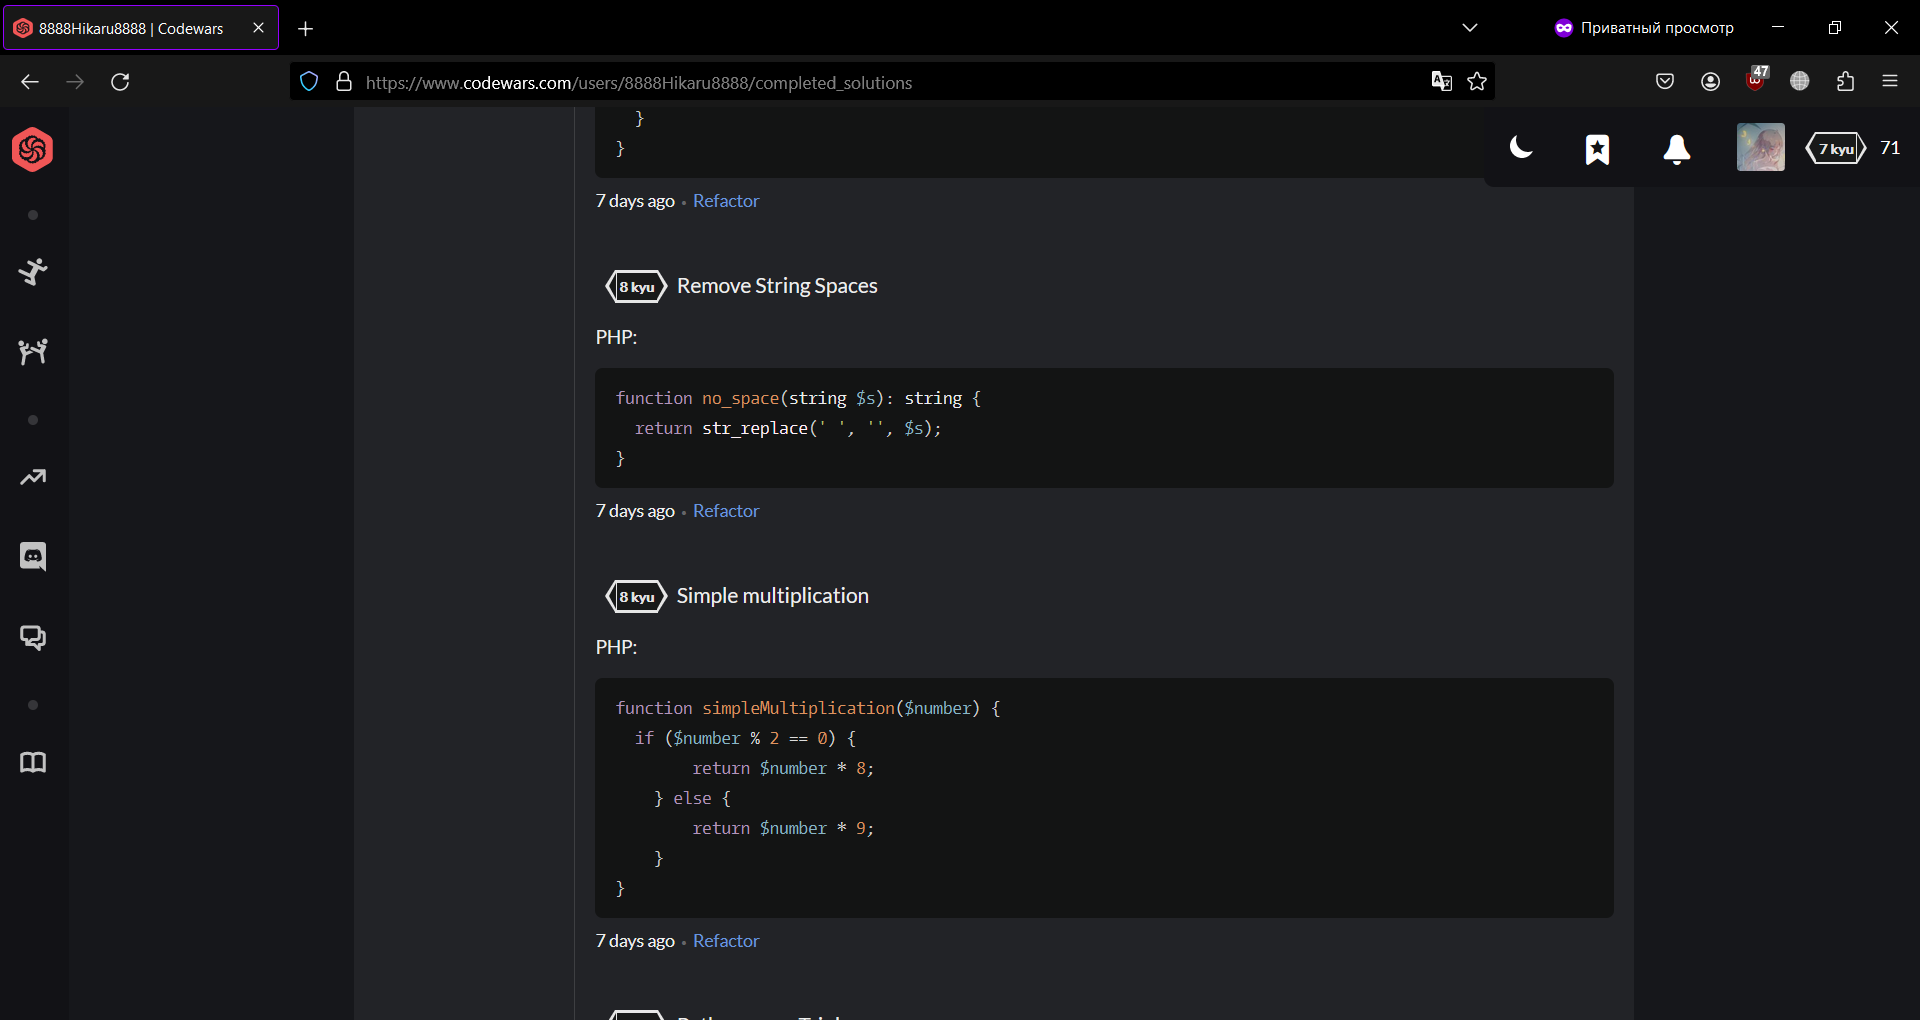 8888Hikaru8888 | Codewars
Приватный просмотр
https://www.codewars.com/users/8888Hikaru8888/completed_solutions
47
}
}
7 kyu
71
7 days ago • Refactor
8 kyu Remove String Spaces
PHP:
function no_space(string $s): string {
  return str_replace(' ', '', $s);
}
7 days ago • Refactor
8 kyu Simple multiplication
PHP:
function simpleMultiplication($number) {
  if ($number % 2 == 0) {
        return $number * 8;
    } else {
        return $number * 9;
    }
}
7 days ago • Refactor